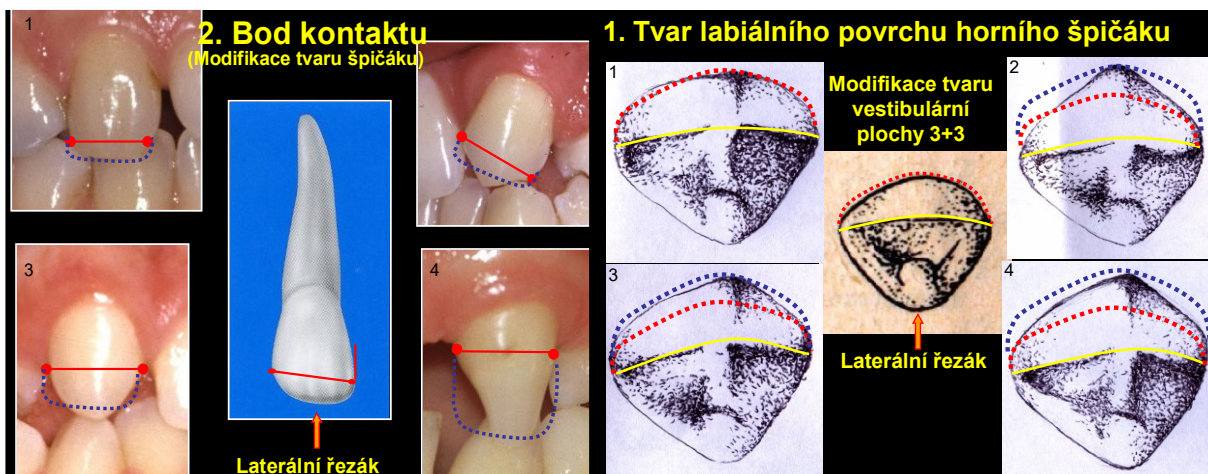 2. Bod kontaktu
(Modifikace tvaru špičáku)
1
3
4
Laterální řezák
1. Tvar labiálního povrchu horního špičáku
1
Modifikace tvaru
vestibulární
plochy 3+3
2
3
4
Laterální řezák